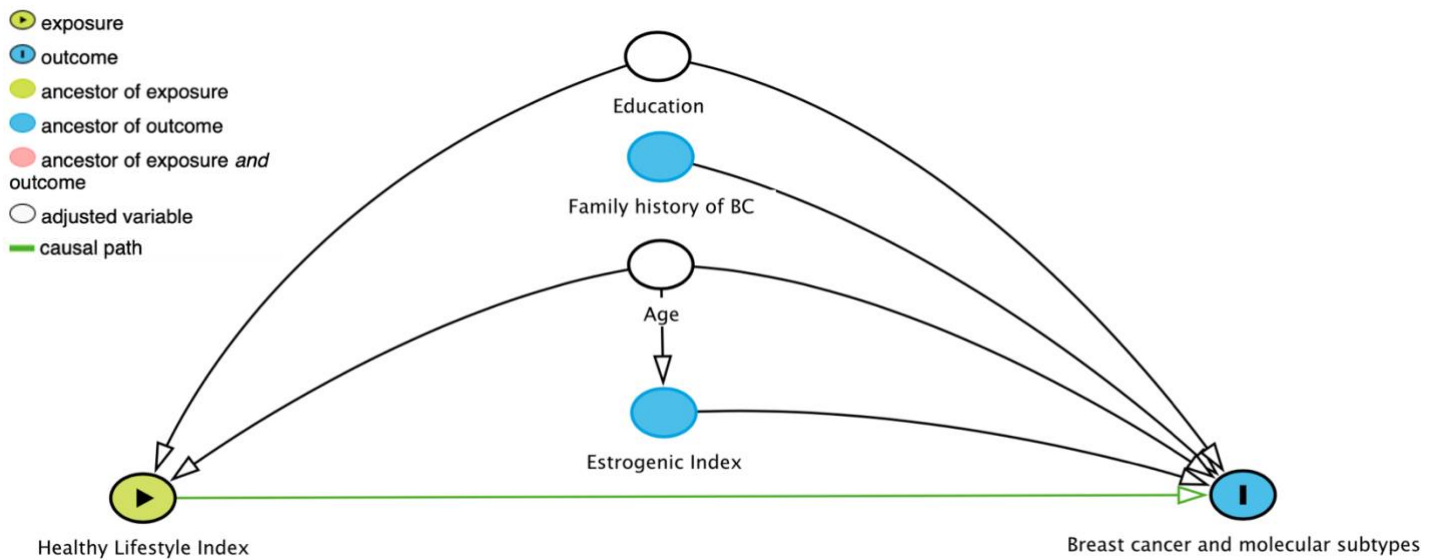 exposure
outcome
ancestor of exposure
ancestor of outcome
ancestor of exposure and
outcome
adjusted variable
causal path
Education
Family history of BC
Age
Estrogenic Index
Healthy Lifestyle Index
Breast cancer and molecular subtypes